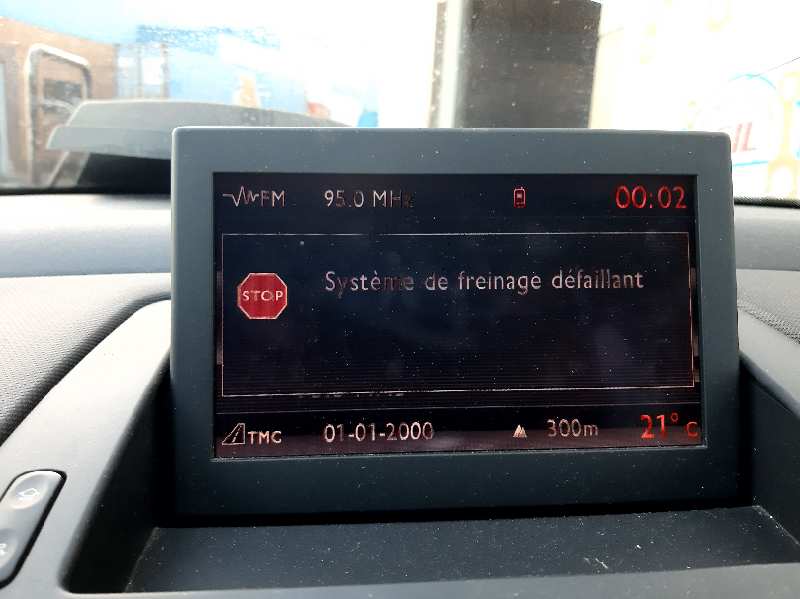 FM 95.0 MHz 00:02
STOP Système de freinage défaillant
TMC 01-01-2000 300m 21° C